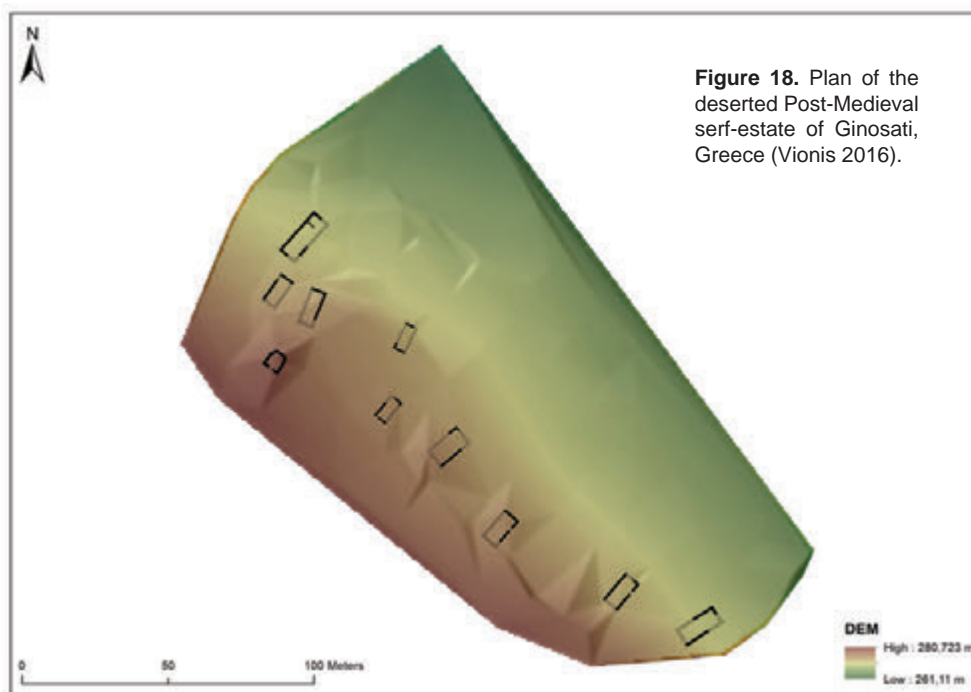 N
Figure 18. Plan of the
deserted Post-Medieval
serf-estate of Ginosati,
Greece (Vionis 2016).
DEM
High : 280,723 m
Low : 261,11 m
0 50 100 Meters